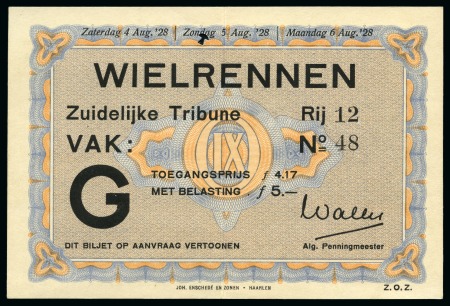 Zaterdag 4 Aug.'28 Zondag 5 Aug.'28 Maandag 6 Aug.'28
WIELRENNEN
Zuidelijke Tribune Rij 12
VAK: No 48
IX
G
TOEGANGSPRIJS ƒ 4.17
MET BELASTING ƒ 5.—
DIT BILJET OP AANVRAAG VERTOONEN Alg. Penningmeester
JOH. ENSCHEDÉ EN ZONEN - HAARLEM Z.O.Z.